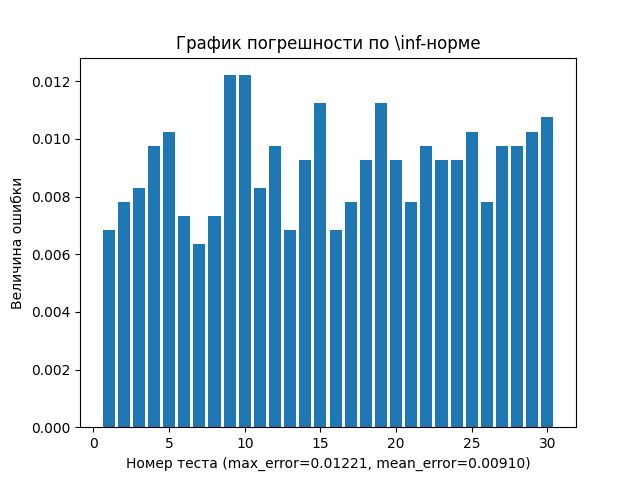 График погрешности по \inf-норме
0.012
0.010
0.008
0.006
0.004
0.002
0.000
Величина ошибки
0 5 10 15 20 25 30
Номер теста (max_error=0.01221, mean_error=0.00910)